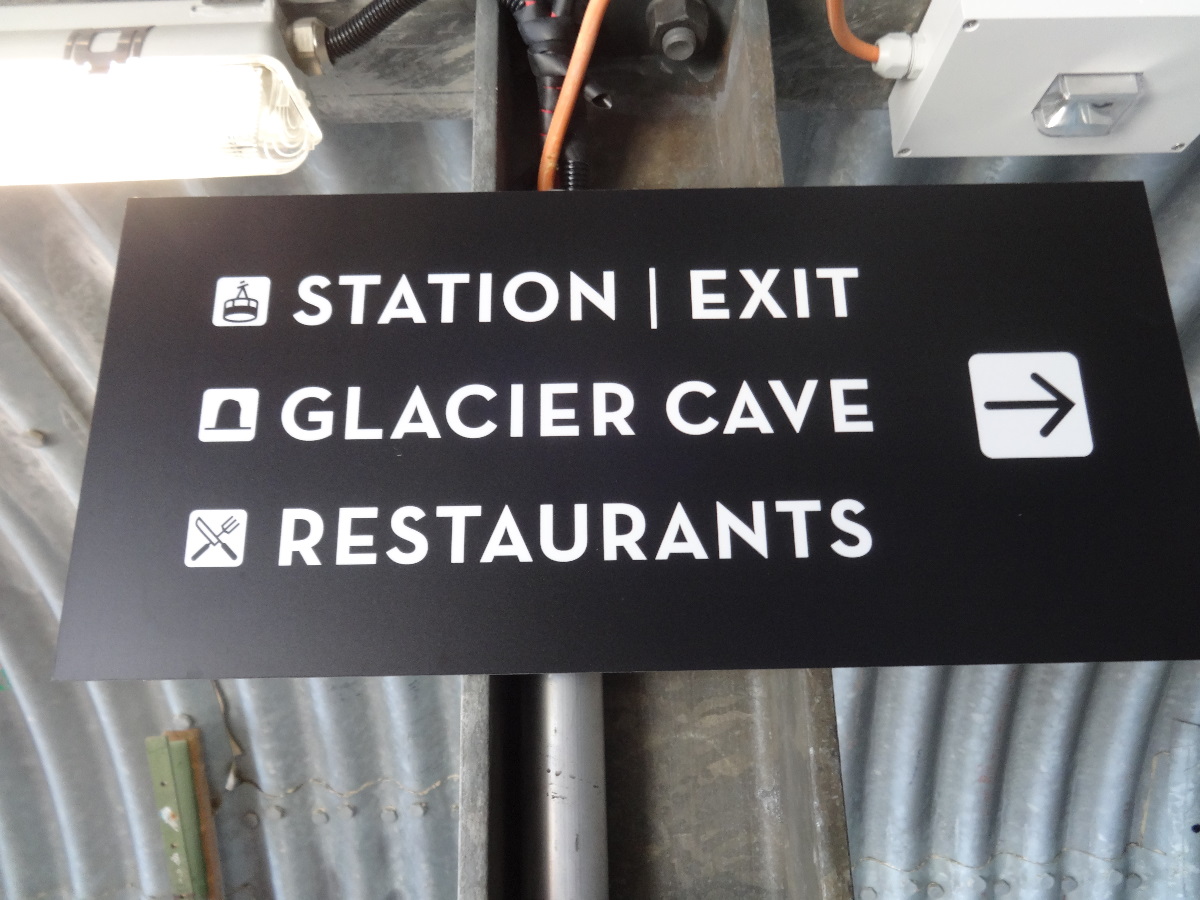 STATION | EXIT
GLACIER CAVE
RESTAURANTS